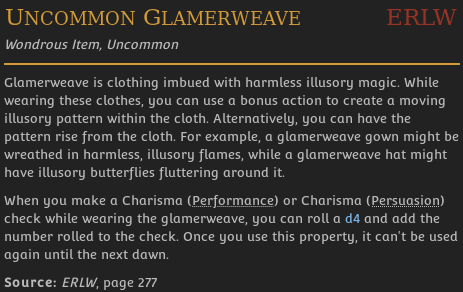 Uncommon Glamerweave ERLW
Wondrous Item, Uncommon
Glamerweave is clothing imbued with harmless illusory magic. While
wearing these clothes, you can use a bonus action to create a moving
illusory pattern within the cloth. Alternatively, you can have the
pattern rise from the cloth. For example, a glamerweave gown might be
wreathed in harmless, illusory flames, while a glamerweave hat might
have illusory butterflies fluttering around it.
When you make a Charisma (Performance) or Charisma (Persuasion)
check while wearing the glamerweave, you can roll a d4 and add the
number rolled to the check. Once you use this property, it can't be used
again until the next dawn.
Source: ERLW, page 277